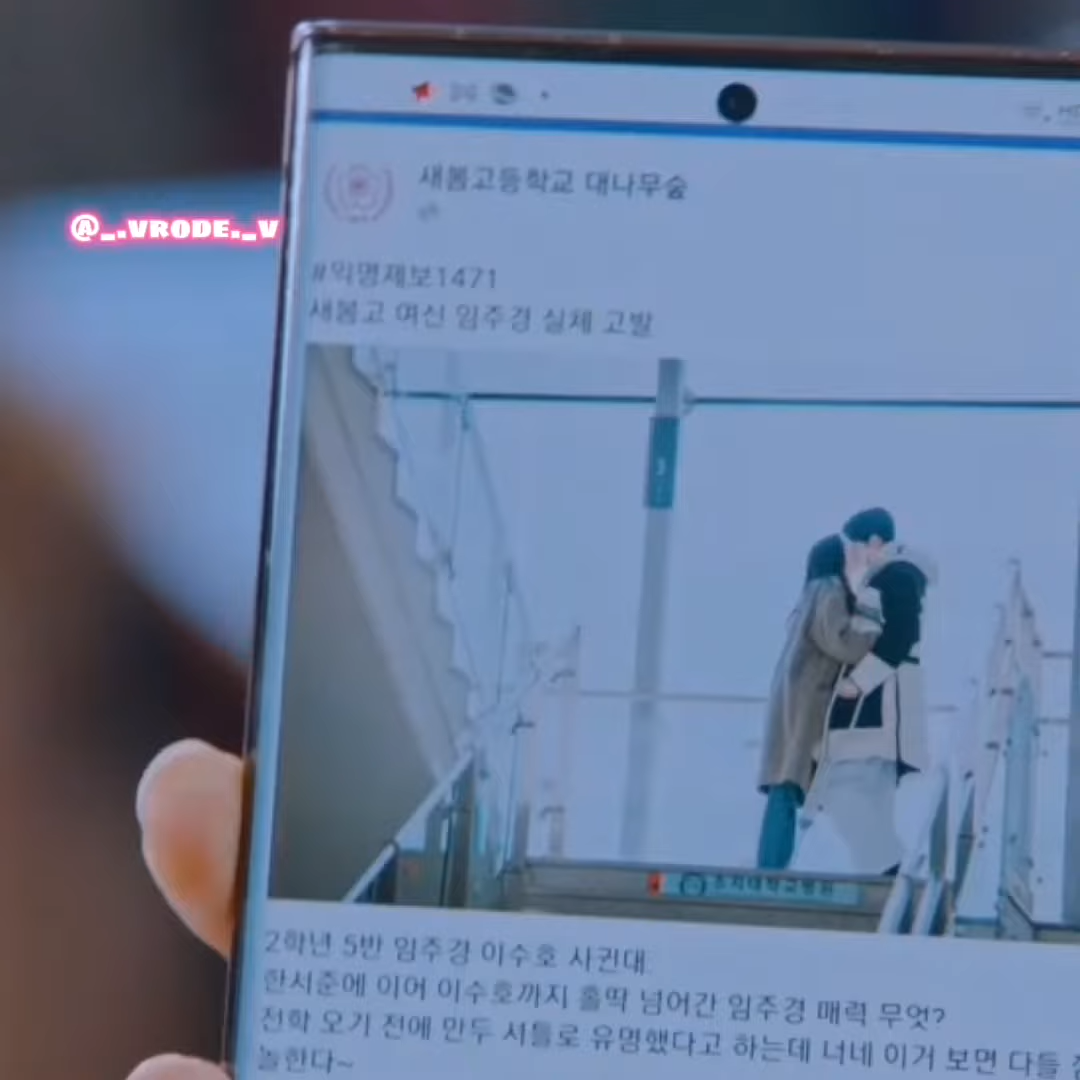 @_.VRODE._V
새봄고등학교 대나무숲
#익명제보1471
새봄고 여신 임주경 실체 고발
2학년 5반 임주경 이수호 사귄대.
한서준에 이어 이수호까지 홀딱 넘어간 임주경 매력 무엇?
전학 오기 전에 만두 셔틀로 유명했다고 하는데 너네 이거 보면 다들
놀한다~